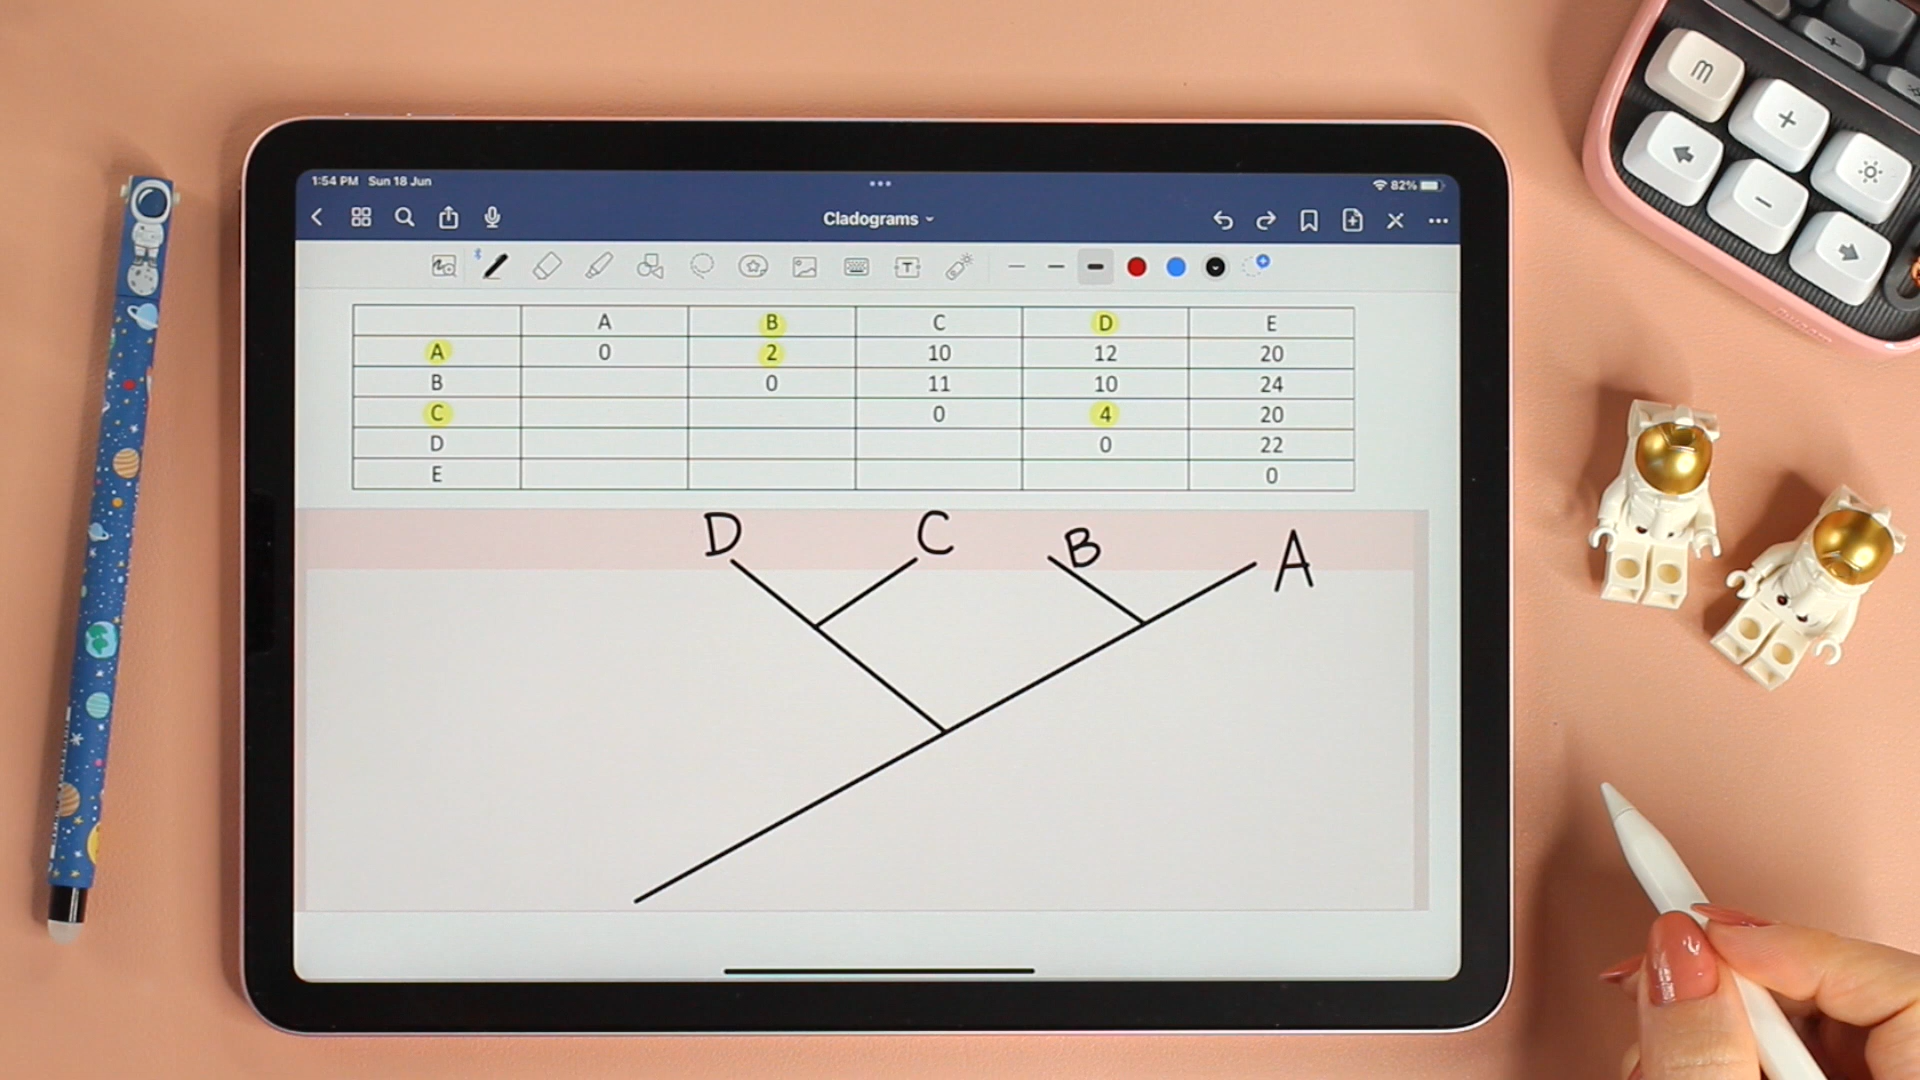 1:54 PM Sun 18 Jun
82%
Cladograms
T
A B C D E
A 0 2 10 12 20
B 0 11 10 24
C 0 4 20
D 0 22
E 0
D C B A
m
+
+
−